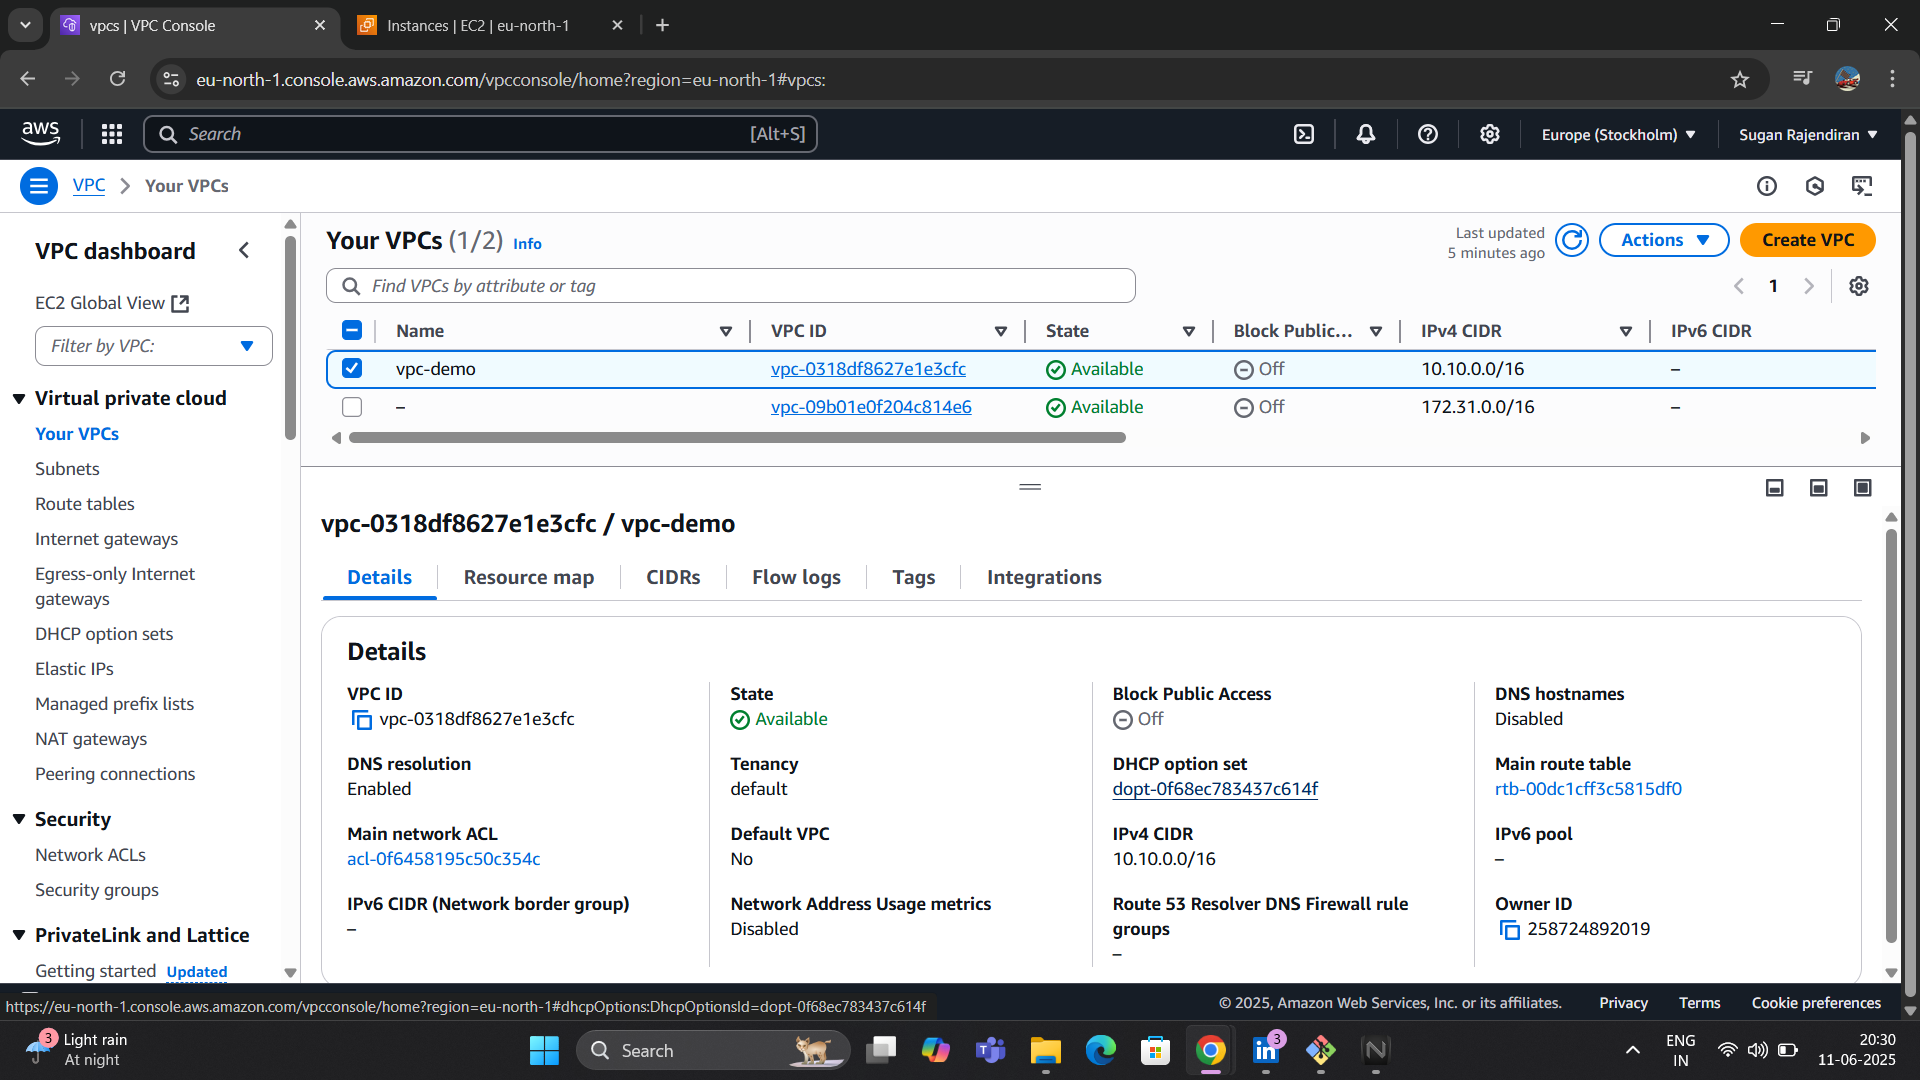 vpcs | VPC Console
Instances | EC2 | eu-north-1
eu-north-1.console.aws.amazon.com/vpcconsole/home?region=eu-north-1#vpcs:
aws
Search
[Alt+S]
Europe (Stockholm)
Sugan Rajendiran
VPC
Your VPCs
VPC dashboard
EC2 Global View
Filter by VPC:
Virtual private cloud
Your VPCs
Subnets
Route tables
Internet gateways
Egress-only Internet
gateways
DHCP option sets
Elastic IPs
Managed prefix lists
NAT gateways
Peering connections
Security
Network ACLs
Security groups
PrivateLink and Lattice
Getting started Updated
Your VPCs (1/2) Info
Last updated
5 minutes ago
Actions
Create VPC
Find VPCs by attribute or tag
1
Name VPC ID State Block Public... IPv4 CIDR IPv6 CIDR
vpc-demo vpc-0318df8627e1e3cfc Available Off 10.10.0.0/16 –
– vpc-09b01e0f204c814e6 Available Off 172.31.0.0/16 –
vpc-0318df8627e1e3cfc / vpc-demo
Details Resource map CIDRs Flow logs Tags Integrations
Details
VPC ID
vpc-0318df8627e1e3cfc
State
Available
Block Public Access
Off
DNS hostnames
Disabled
DNS resolution
Enabled
Tenancy
default
DHCP option set
dopt-0f68ec783437c614f
Main route table
rtb-00dc1cff3c5815df0
Main network ACL
acl-0f6458195c50c354c
Default VPC
No
IPv4 CIDR
10.10.0.0/16
IPv6 pool
–
IPv6 CIDR (Network border group)
–
Network Address Usage metrics
Disabled
Route 53 Resolver DNS Firewall rule
groups
–
Owner ID
258724892019
https://eu-north-1.console.aws.amazon.com/vpcconsole/home?region=eu-north-1#dhcpOptions:DhcpOptionsId=dopt-0f68ec783437c614f
© 2025, Amazon Web Services, Inc. or its affiliates.
Privacy
Terms
Cookie preferences
3
Light rain
At night
Search
3
ENG
IN
20:30
11-06-2025